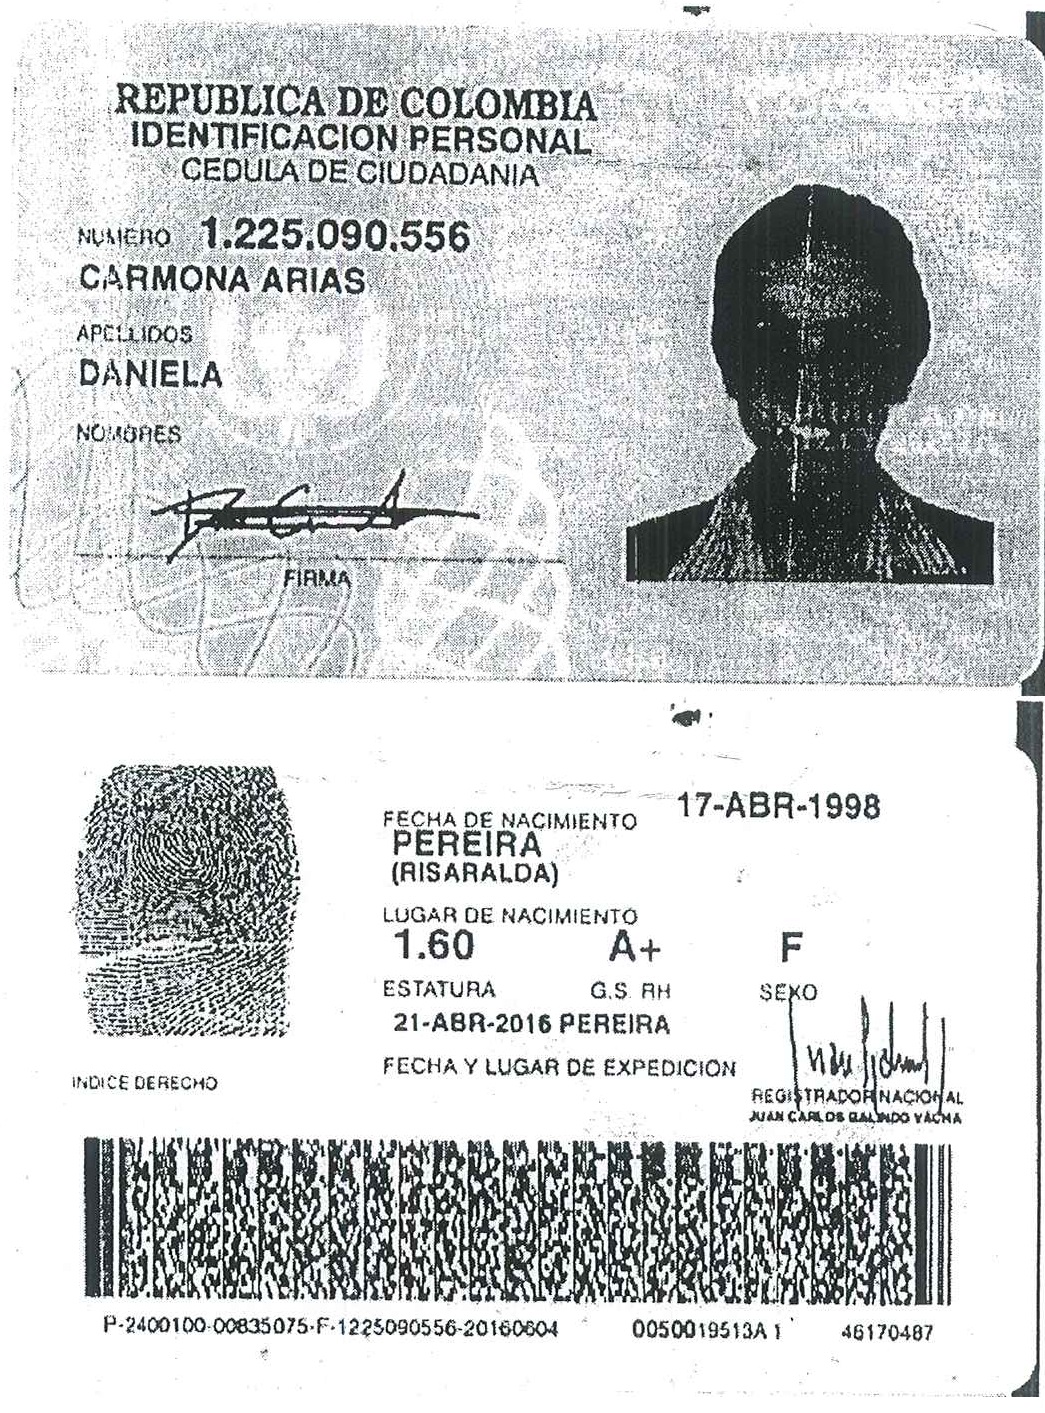 REPUBLICA DE COLOMBIA
IDENTIFICACION PERSONAL
CEDULA DE CIUDADANIA
NUMERO 1.225.090.556
CARMONA ARIAS
APELLIDOS
DANIELA
NOMBRES
FIRMA
17-ABR-1998
FECHA DE NACIMIENTO
PEREIRA
(RISARALDA)
LUGAR DE NACIMIENTO
1.60 A+ F
ESTATURA G.S. RH SEXO
21-ABR-2016 PEREIRA
FECHA Y LUGAR DE EXPEDICION
INDICE DERECHO
REGISTRADOR NACIONAL
JUAN CARLOS GALINDO VACHA
P-2400100-00835075-F-1225090556-20160604 0050019513A 1 46170487